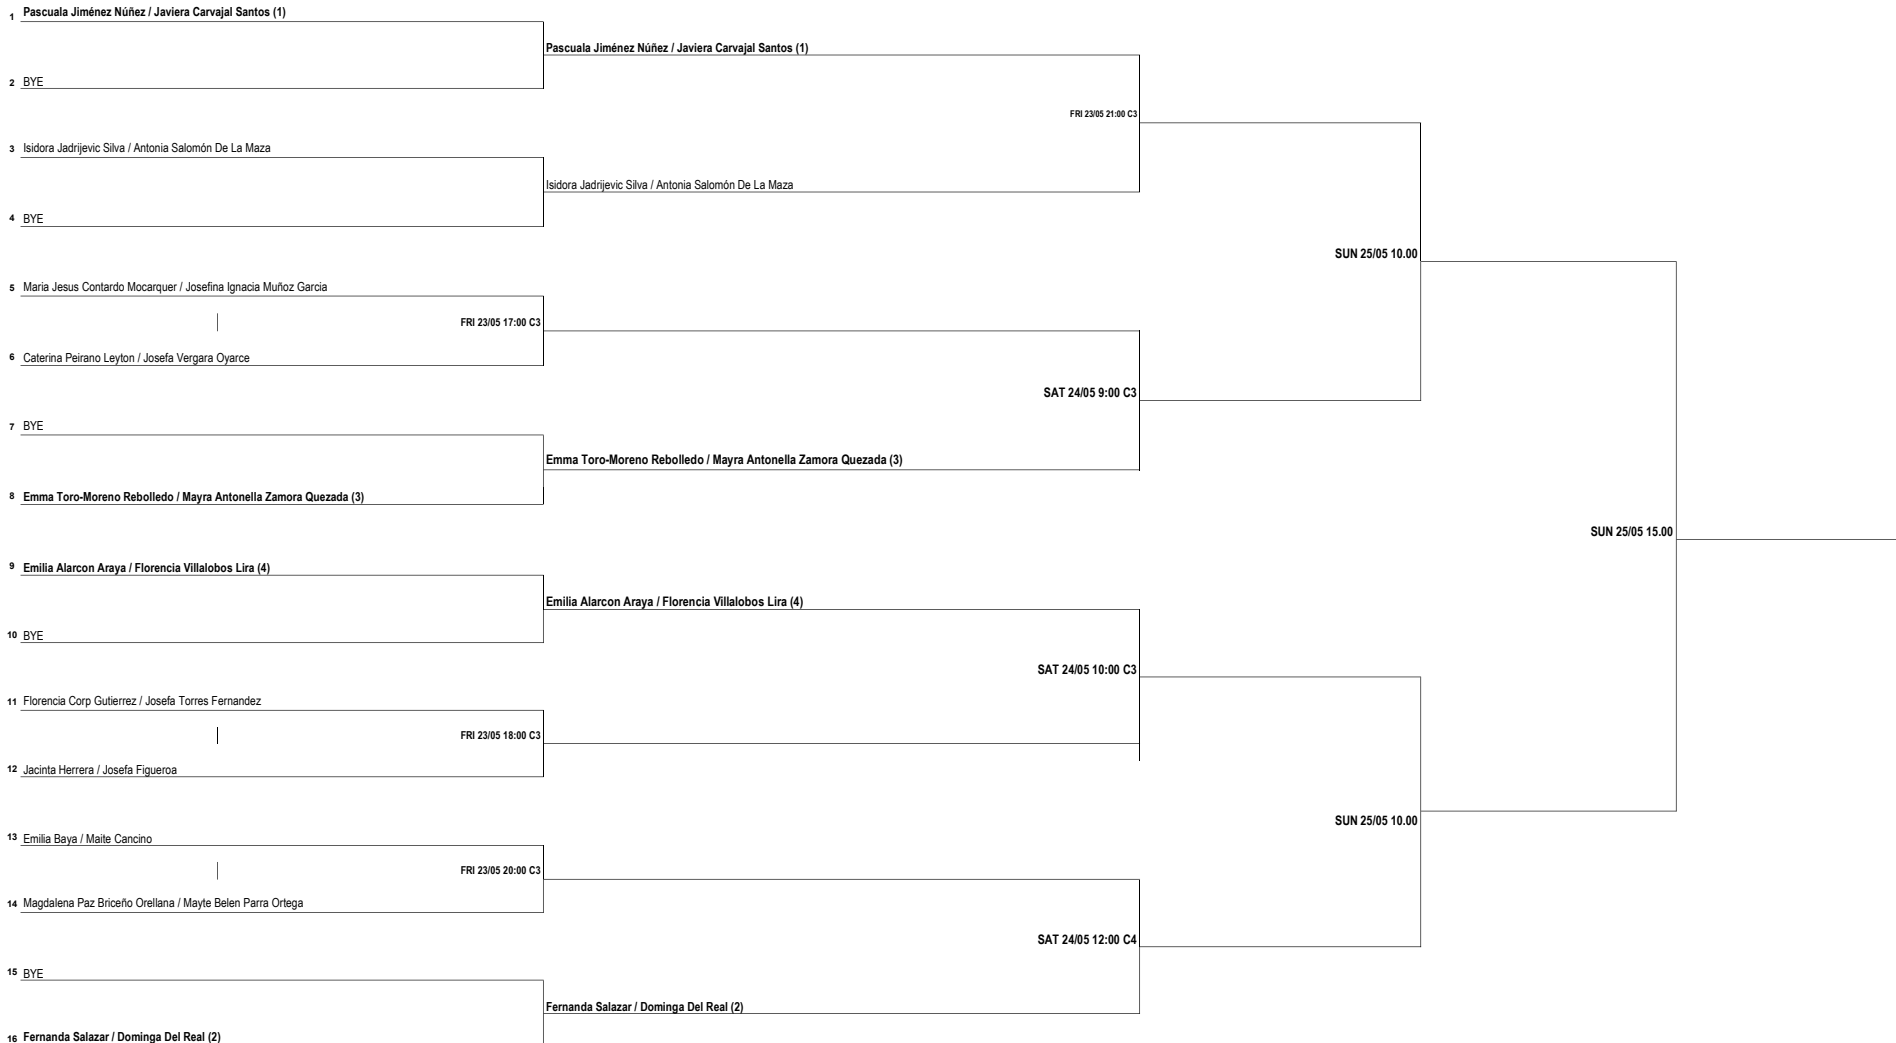 1 Pascuala Jiménez Núñez / Javiera Carvajal Santos (1)
Pascuala Jiménez Núñez / Javiera Carvajal Santos (1)
2 BYE
FRI 23/05 21:00 C3
3 Isidora Jadrijevic Silva / Antonia Salomón De La Maza
Isidora Jadrijevic Silva / Antonia Salomón De La Maza
4 BYE
SUN 25/05 10.00
5 Maria Jesus Contardo Mocarquer / Josefina Ignacia Muñoz Garcia
FRI 23/05 17:00 C3
6 Caterina Peirano Leyton / Josefa Vergara Oyarce
SAT 24/05 9:00 C3
7 BYE
Emma Toro-Moreno Rebolledo / Mayra Antonella Zamora Quezada (3)
8 Emma Toro-Moreno Rebolledo / Mayra Antonella Zamora Quezada (3)
SUN 25/05 15.00
9 Emilia Alarcon Araya / Florencia Villalobos Lira (4)
Emilia Alarcon Araya / Florencia Villalobos Lira (4)
10 BYE
SAT 24/05 10:00 C3
11 Florencia Corp Gutierrez / Josefa Torres Fernandez
FRI 23/05 18:00 C3
12 Jacinta Herrera / Josefa Figueroa
SUN 25/05 10.00
13 Emilia Baya / Maite Cancino
FRI 23/05 20:00 C3
14 Magdalena Paz Briceño Orellana / Mayte Belen Parra Ortega
SAT 24/05 12:00 C4
15 BYE
Fernanda Salazar / Dominga Del Real (2)
16 Fernanda Salazar / Dominga Del Real (2)